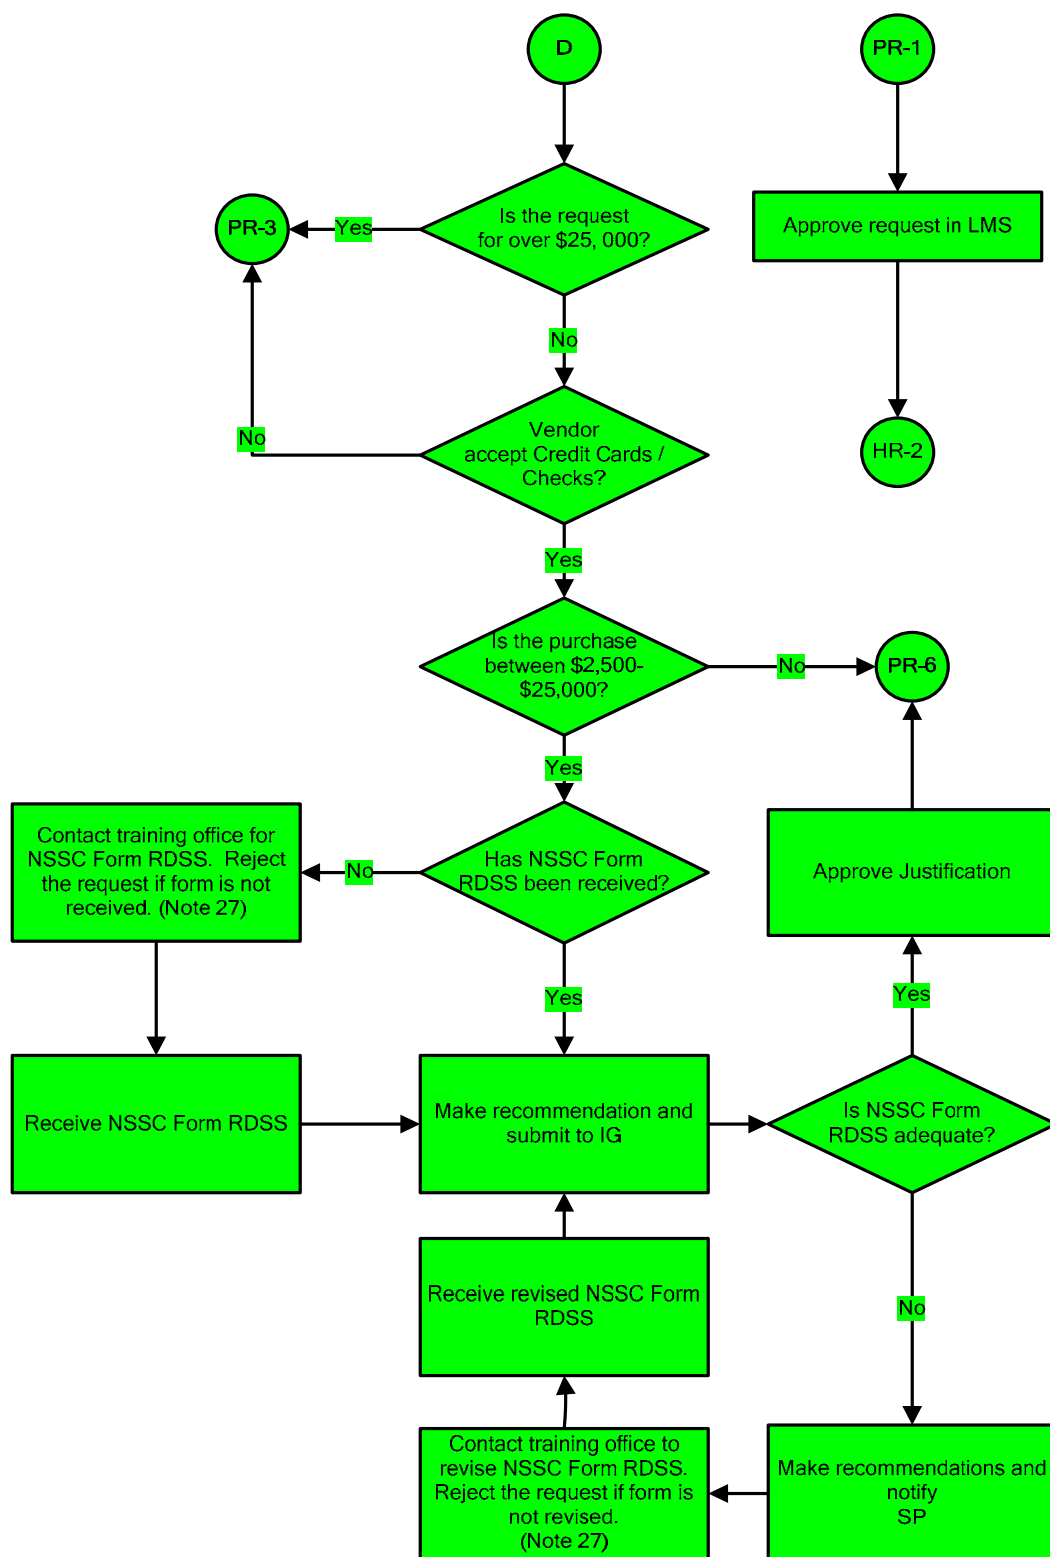 D
PR-1
Is the request
for over $25, 000?
PR-3
Yes
Approve request in LMS
No
Vendor
accept Credit Cards /
Checks?
No
HR-2
Yes
Is the purchase
between $2,500-
$25,000?
No
PR-6
Yes
Contact training office for
NSSC Form RDSS.  Reject
the request if form is not
received. (Note 27)
No
Has NSSC Form
RDSS been received?
Approve Justification
Yes
Yes
Receive NSSC Form RDSS
Make recommendation and
submit to IG
Is NSSC Form
RDSS adequate?
Receive revised NSSC Form
RDSS
No
Contact training office to
revise NSSC Form RDSS.
Reject the request if form is
not revised.
(Note 27)
Make recommendations and
notify
SP